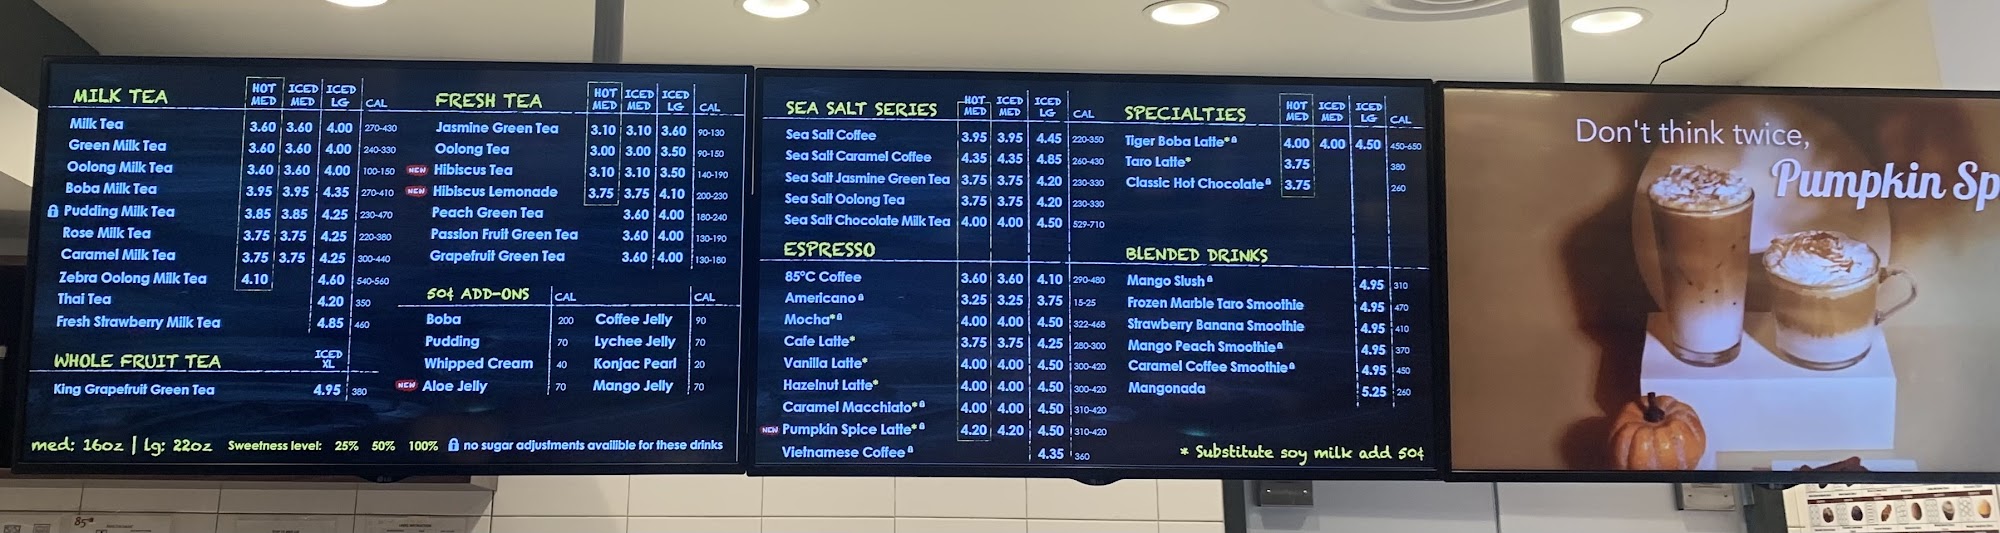 MILK TEA HOT MED ICED MED ICED LG CAL
Milk Tea 3.60 3.60 4.00 270-430
Green Milk Tea 3.60 3.60 4.00 240-330
Oolong Milk Tea 3.60 3.60 4.00 100-150
Boba Milk Tea 3.95 3.95 4.35 270-410
Pudding Milk Tea 3.85 3.85 4.25 230-470
Rose Milk Tea 3.75 3.75 4.25 220-380
Caramel Milk Tea 3.75 3.75 4.25 300-440
Zebra Oolong Milk Tea 4.10 4.60 540-560
Thai Tea 4.20 350
Fresh Strawberry Milk Tea 4.85 460
WHOLE FRUIT TEA ICED XL
King Grapefruit Green Tea 4.95 380
FRESH TEA HOT MED ICED MED ICED LG CAL
Jasmine Green Tea 3.10 3.10 3.60 90-130
Oolong Tea 3.00 3.00 3.50 90-150
NEW Hibiscus Tea 3.10 3.10 3.50 140-190
NEW Hibiscus Lemonade 3.75 3.75 4.10 200-230
Peach Green Tea 3.60 4.00 180-240
Passion Fruit Green Tea 3.60 4.00 130-190
Grapefruit Green Tea 3.60 4.00 130-180
50¢ ADD-ONS CAL CAL
Boba 200 Coffee Jelly 90
Pudding 70 Lychee Jelly 70
Whipped Cream 40 Konjac Pearl 20
NEW Aloe Jelly 70 Mango Jelly 70
med: 16oz | lg: 22oz Sweetness level: 25% 50% 100% no sugar adjustments availible for these drinks
SEA SALT SERIES HOT MED ICED MED ICED LG CAL
Sea Salt Coffee 3.95 3.95 4.45 220-350
Sea Salt Caramel Coffee 4.35 4.35 4.85 260-430
Sea Salt Jasmine Green Tea 3.75 3.75 4.20 230-330
Sea Salt Oolong Tea 3.75 3.75 4.20 230-330
Sea Salt Chocolate Milk Tea 4.00 4.00 4.50 529-710
ESPRESSO
85°C Coffee 3.60 3.60 4.10 290-480
Americano 3.25 3.25 3.75 15-25
Mocha* 4.00 4.00 4.50 322-468
Cafe Latte* 3.75 3.75 4.25 280-300
Vanilla Latte* 4.00 4.00 4.50 300-420
Hazelnut Latte* 4.00 4.00 4.50 300-420
Caramel Macchiato* 4.00 4.00 4.50 310-420
NEW Pumpkin Spice Latte* 4.20 4.20 4.50 310-420
Vietnamese Coffee 4.35 360
SPECIALTIES HOT MED ICED MED ICED LG CAL
Tiger Boba Latte* 4.00 4.00 4.50 450-650
Taro Latte* 3.75 380
Classic Hot Chocolate 3.75 260
BLENDED DRINKS
Mango Slush 4.95 310
Frozen Marble Taro Smoothie 4.95 470
Strawberry Banana Smoothie 4.95 410
Mango Peach Smoothie 4.95 370
Caramel Coffee Smoothie 4.95 450
Mangonada 5.25 260
* Substitute soy milk add 50¢
Don't think twice,
Pumpkin Sp
85°